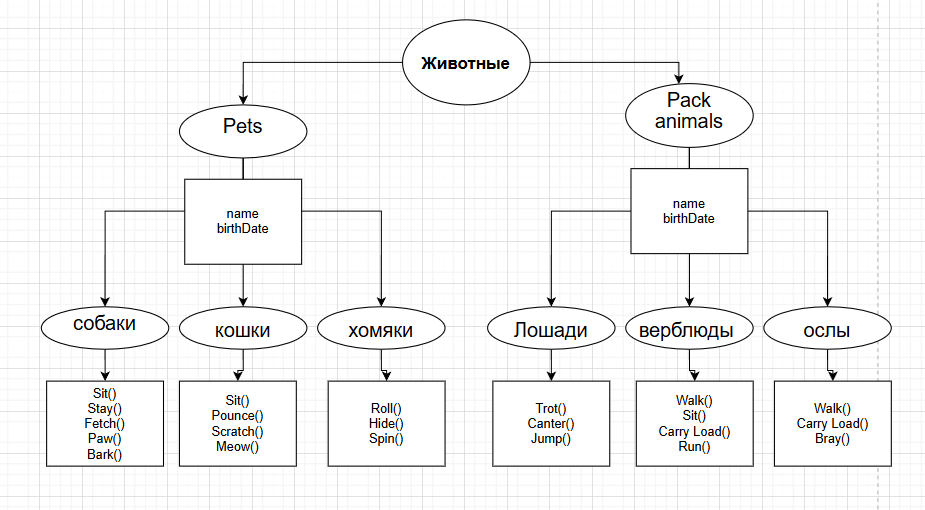 Животные
Pets
Pack
animals
name
birthDate
name
birthDate
собаки
кошки
хомяки
Лошади
верблюды
ослы
Sit()
Stay()
Fetch()
Paw()
Bark()
Sit()
Pounce()
Scratch()
Meow()
Roll()
Hide()
Spin()
Trot()
Canter()
Jump()
Walk()
Sit()
Carry Load()
Run()
Walk()
Carry Load()
Bray()